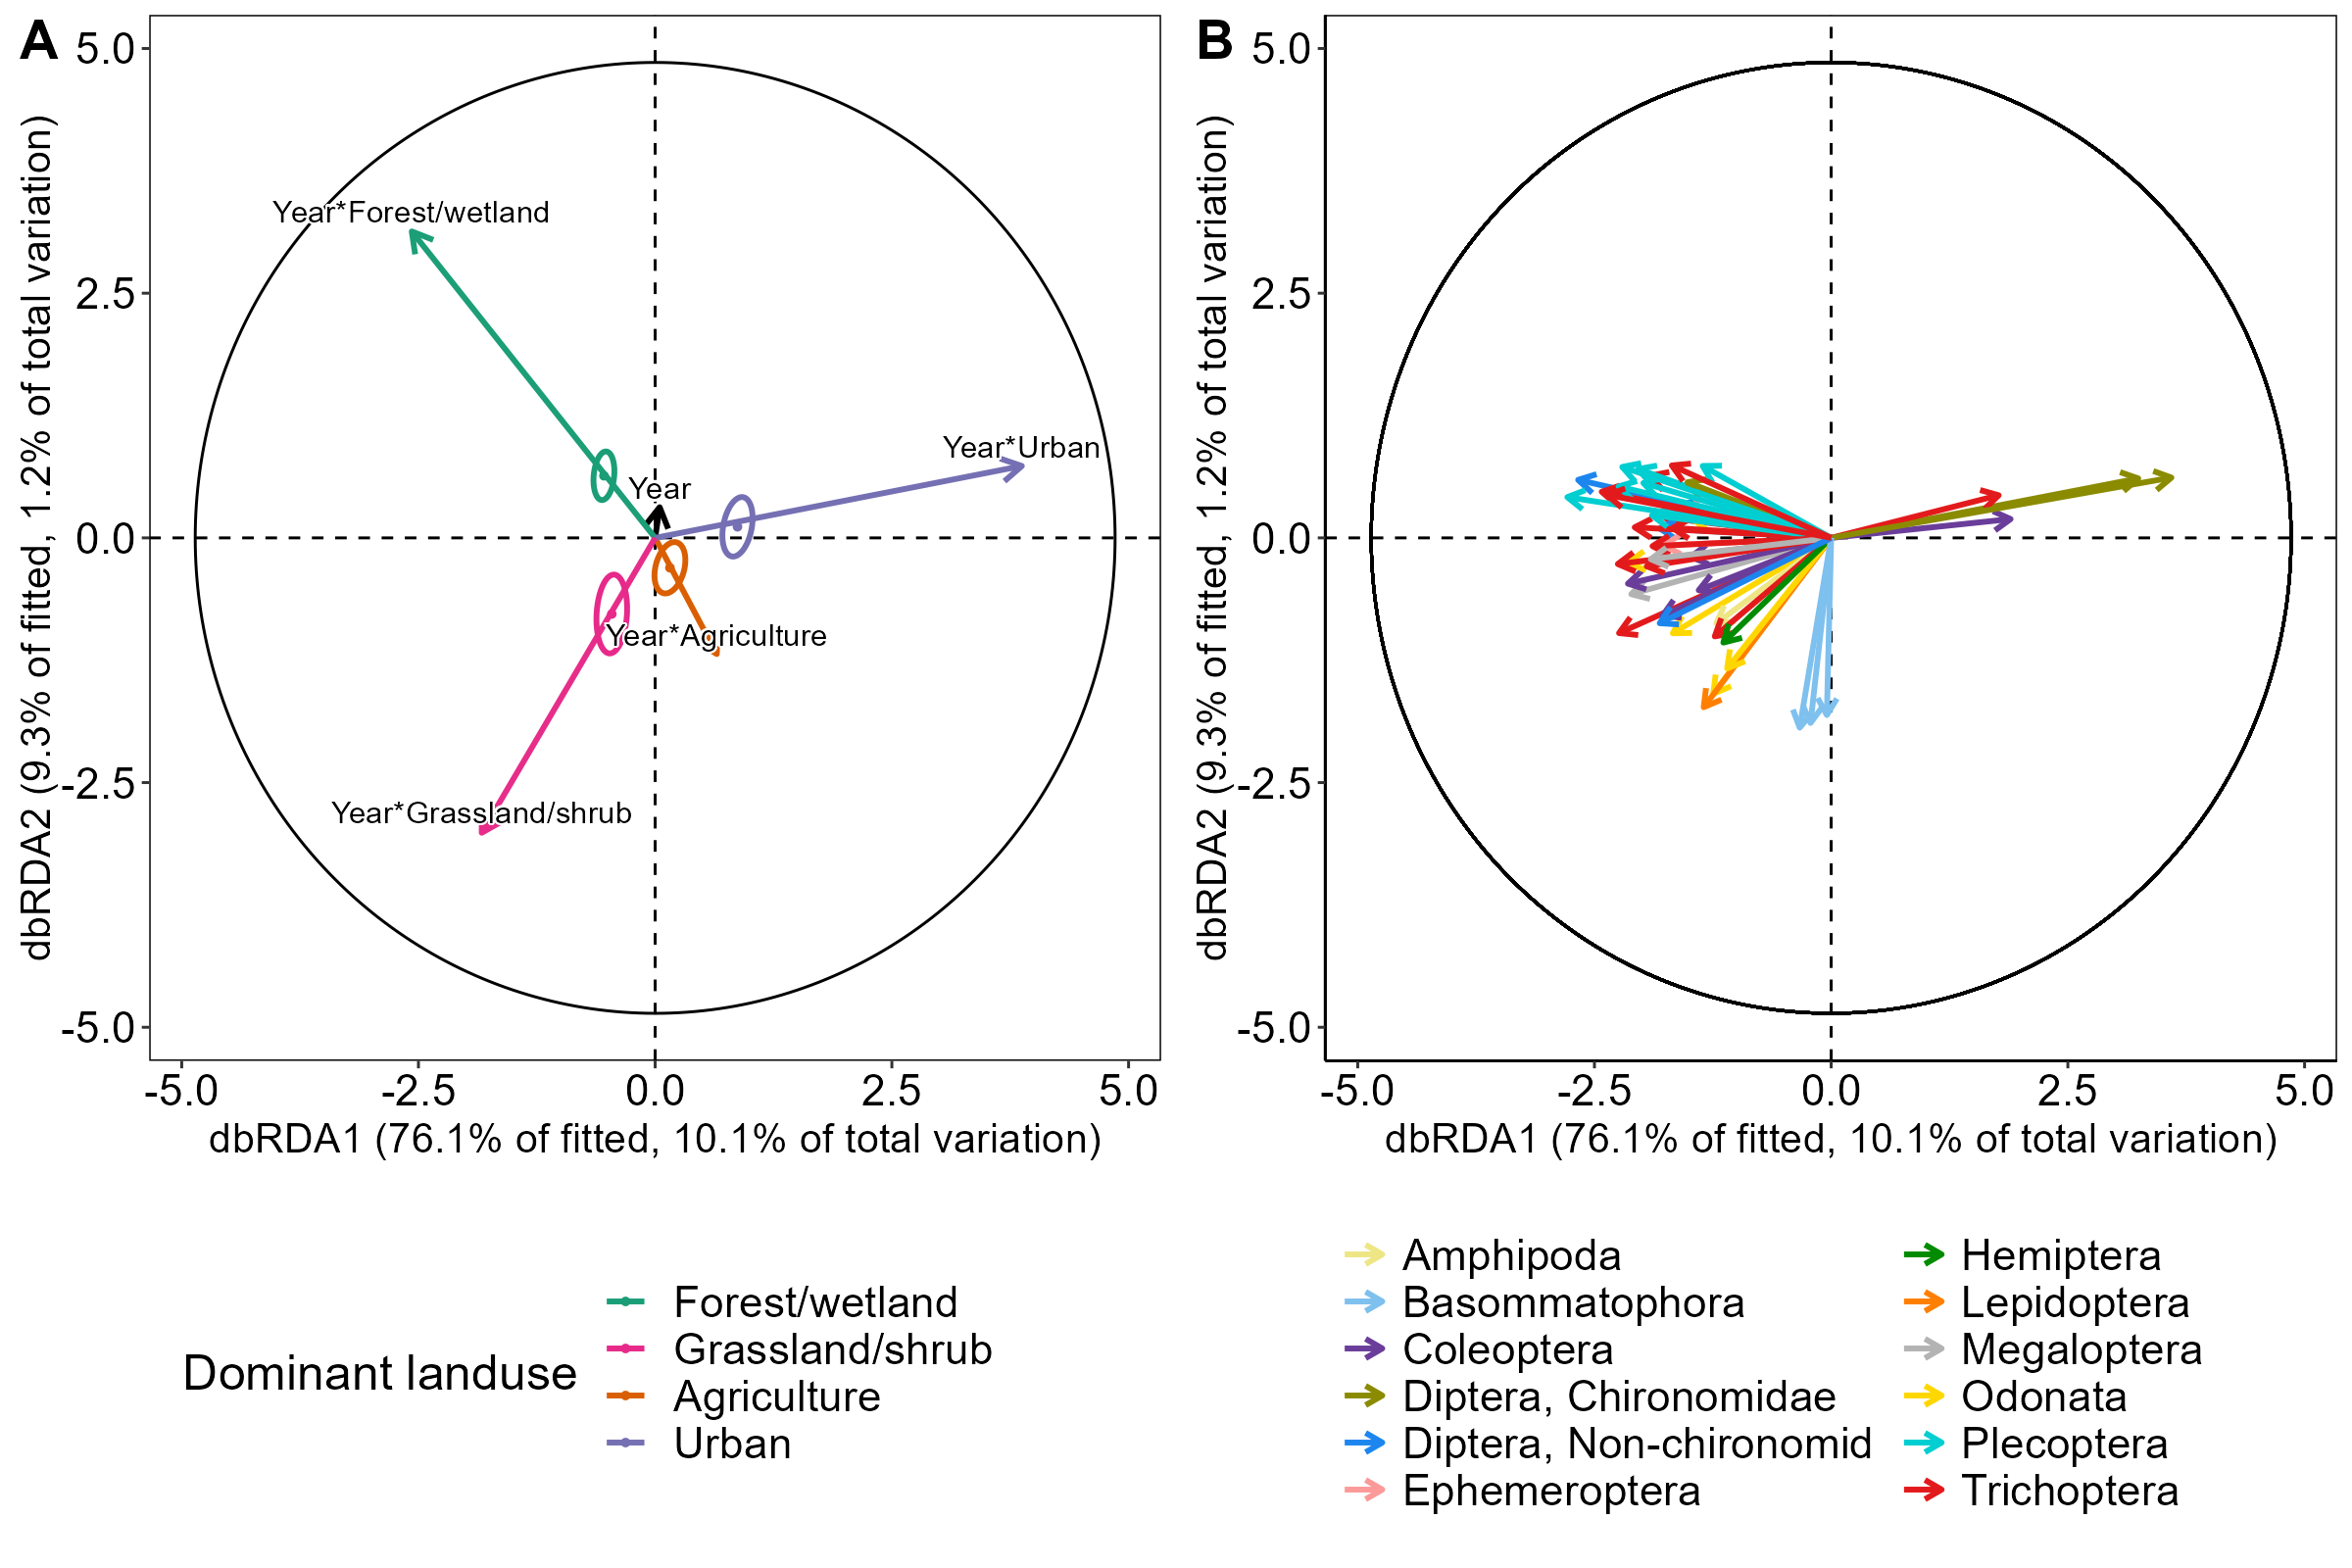 A
5.0
2.5
0.0
-2.5
-5.0
dbRDA2 (9.3% of fitted, 1.2% of total variation)
Year*Forest/wetland
Year*Urban
Year
Year*Agriculture
Year*Grassland/shrub
-5.0 -2.5 0.0 2.5 5.0
dbRDA1 (76.1% of fitted, 10.1% of total variation)
Dominant landuse
Forest/wetland
Grassland/shrub
Agriculture
Urban
B
5.0
2.5
0.0
-2.5
-5.0
dbRDA2 (9.3% of fitted, 1.2% of total variation)
-5.0 -2.5 0.0 2.5 5.0
dbRDA1 (76.1% of fitted, 10.1% of total variation)
Amphipoda
Basommatophora
Coleoptera
Diptera, Chironomidae
Diptera, Non-chironomid
Ephemeroptera
Hemiptera
Lepidoptera
Megaloptera
Odonata
Plecoptera
Trichoptera